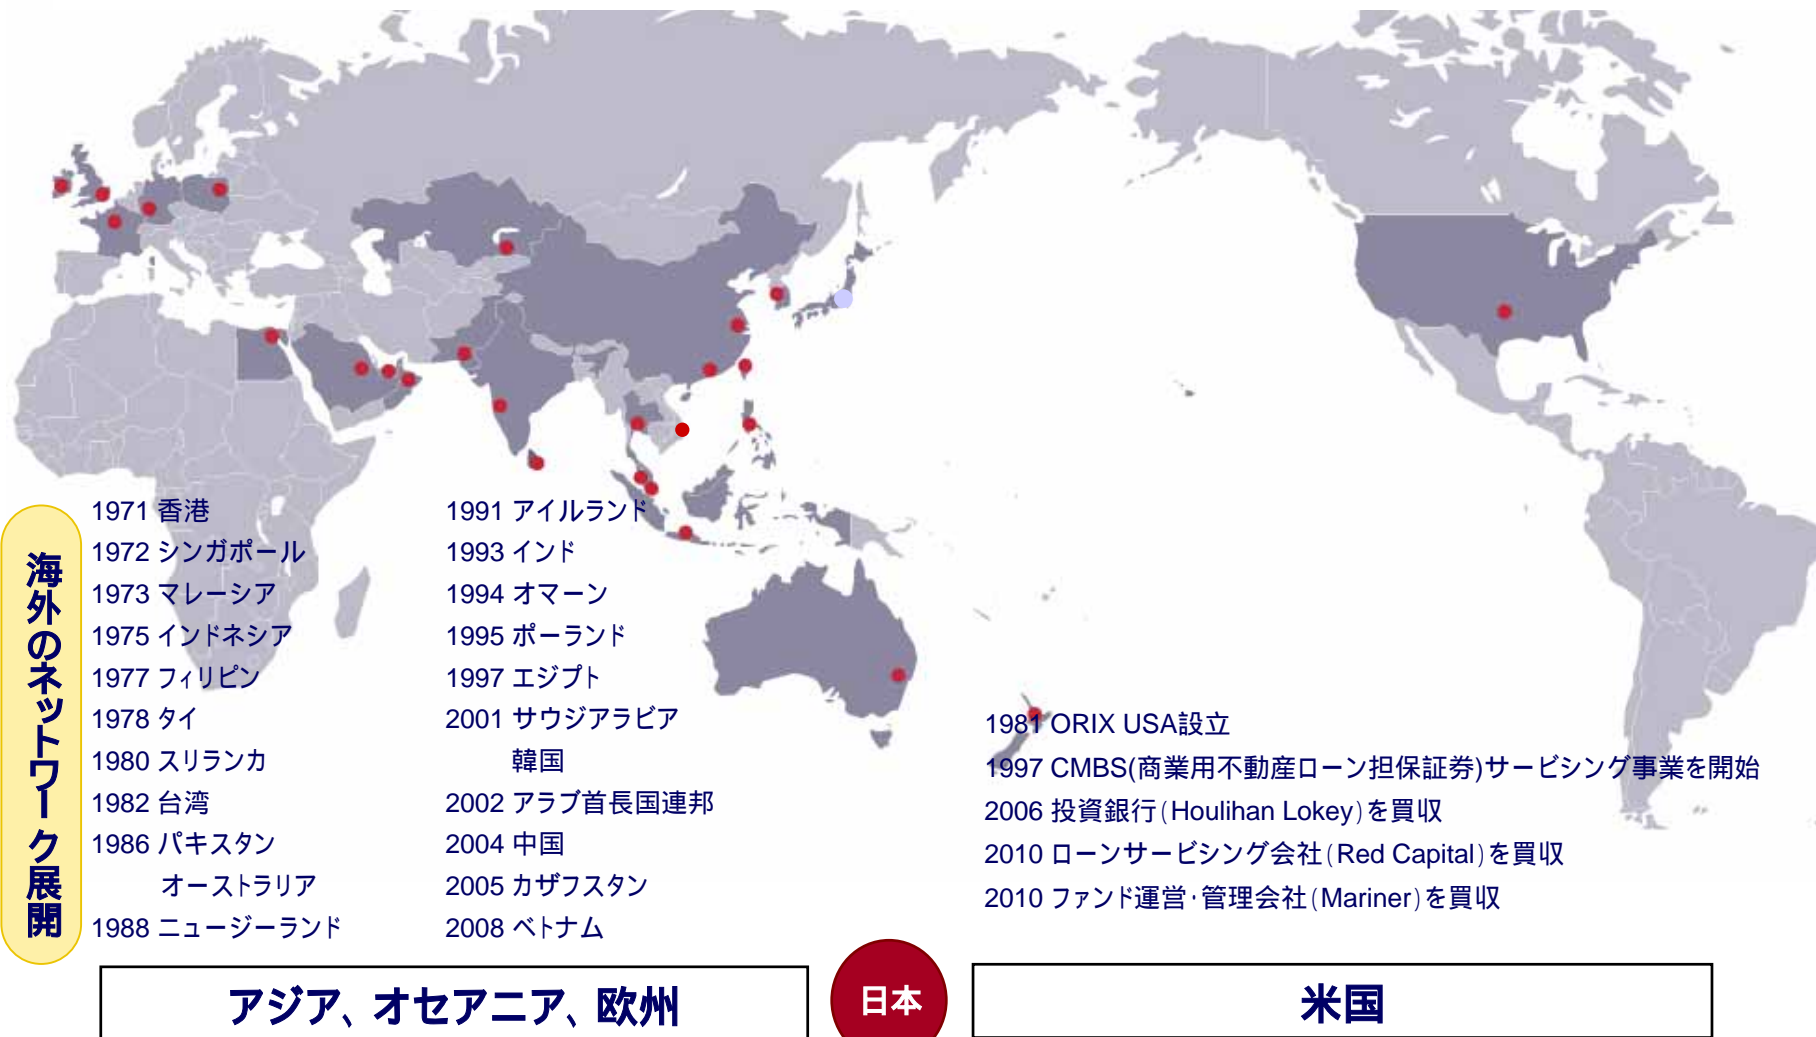 海外のネットワーク展開
1971 香港
1972 シンガポール
1973 マレーシア
1975 インドネシア
1977 フィリピン
1978 タイ
1980 スリランカ
1982 台湾
1986 パキスタン
オーストラリア
1988 ニュージーランド
1991 アイルランド
1993 インド
1994 オマーン
1995 ポーランド
1997 エジプト
2001 サウジアラビア
韓国
2002 アラブ首長国連邦
2004 中国
2005 カザフスタン
2008 ベトナム
1981 ORIX USA設立
1997 CMBS(商業用不動産ローン担保証券)サービシング事業を開始
2006 投資銀行(Houlihan Lokey)を買収
2010 ローンサービシング会社(Red Capital)を買収
2010 ファンド運営・管理会社(Mariner)を買収
アジア、オセアニア、欧州
日本
米国